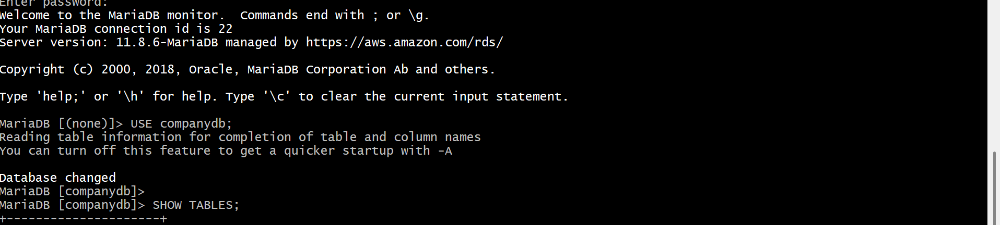 Enter password:
Welcome to the MariaDB monitor.  Commands end with ; or \g.
Your MariaDB connection id is 22
Server version: 11.8.6-MariaDB managed by https://aws.amazon.com/rds/
Copyright (c) 2000, 2018, Oracle, MariaDB Corporation Ab and others.
Type 'help;' or '\h' for help. Type '\c' to clear the current input statement.
MariaDB [(none)]> USE companydb;
Reading table information for completion of table and column names
You can turn off this feature to get a quicker startup with -A
Database changed
MariaDB [companydb]>
MariaDB [companydb]> SHOW TABLES;
+---------------------+